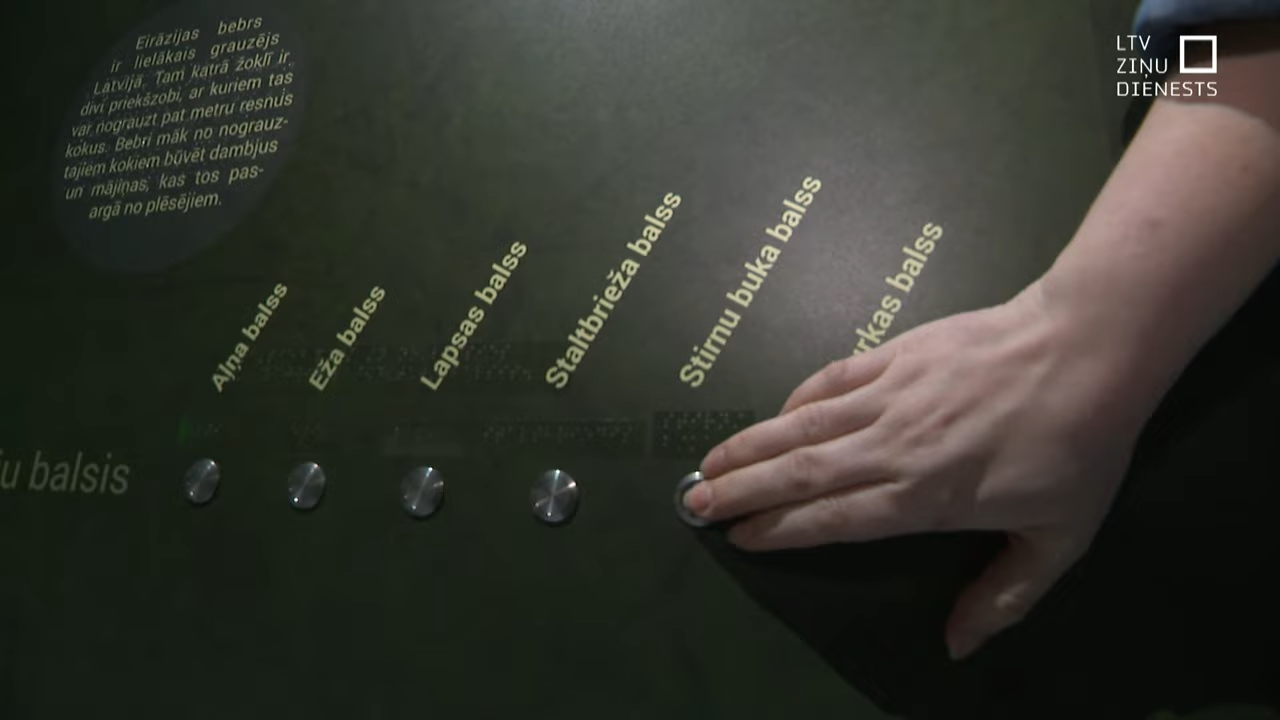 Eirāzijas bebrs
ir lielākais grauzējs
Latvijā. Tam katrā žoklī ir
divi priekšzobi, ar kuriem tas
var nograuzt pat metru resnus
kokus. Bebri māk no nograuz-
tajiem kokiem būvēt dambjus
un mājiņas, kas tos pas-
argā no plēsējiem.
LTV
ZIŅU
DIENESTS
Aļņa balss
Eža balss
Lapsas balss
Staltbrieža balss
Stirnu buka balss
balss
balsis